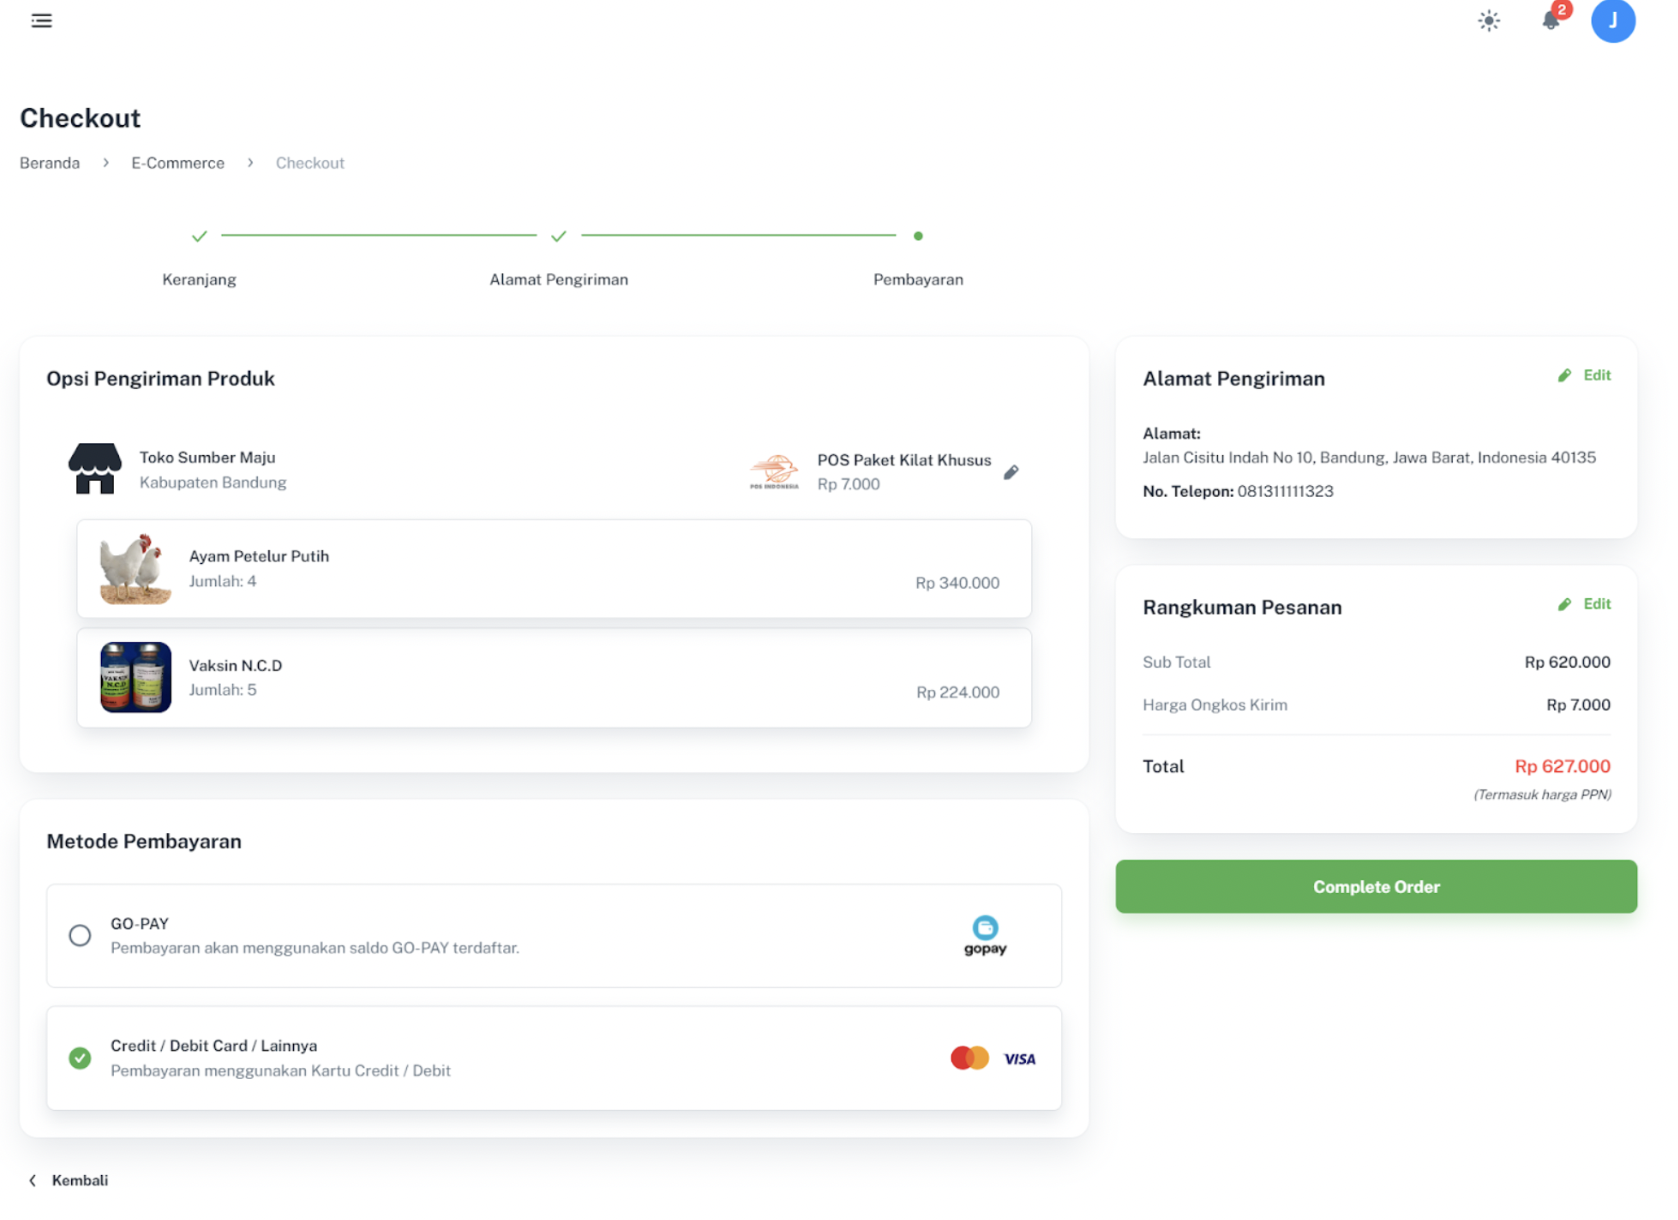 2
J
Checkout
Beranda > E-Commerce > Checkout
Keranjang
Alamat Pengiriman
Pembayaran
Opsi Pengiriman Produk
Toko Sumber Maju
Kabupaten Bandung
POS INDONESIA
POS Paket Kilat Khusus
Rp 7.000
Ayam Petelur Putih
Jumlah: 4
Rp 340.000
VAKSIN
N.C.D
Vaksin N.C.D
Jumlah: 5
Rp 224.000
Metode Pembayaran
GO-PAY
Pembayaran akan menggunakan saldo GO-PAY terdaftar.
gopay
Credit / Debit Card / Lainnya
Pembayaran menggunakan Kartu Credit / Debit
VISA
Kembali
Alamat Pengiriman
Edit
Alamat:
Jalan Cisitu Indah No 10, Bandung, Jawa Barat, Indonesia 40135
No. Telepon: 081311111323
Rangkuman Pesanan
Edit
Sub Total Rp 620.000
Harga Ongkos Kirim Rp 7.000
Total Rp 627.000
(Termasuk harga PPN)
Complete Order